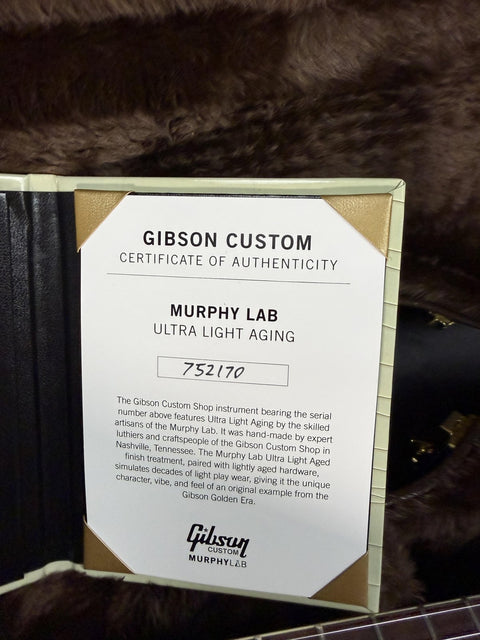 GIBSON CUSTOM
CERTIFICATE OF AUTHENTICITY
MURPHY LAB
ULTRA LIGHT AGING
752170
The Gibson Custom Shop instrument bearing the serial
number above features Ultra Light Aging by the skilled
artisans of the Murphy Lab. It was hand-made by expert
luthiers and craftspeople of the Gibson Custom Shop in
Nashville, Tennessee. The Murphy Lab Ultra Light Aged
finish treatment, paired with lightly aged hardware,
simulates decades of light play wear, giving it the unique
character, vibe, and feel of an original example from the
Gibson Golden Era.
Gibson
CUSTOM
MURPHYLAB